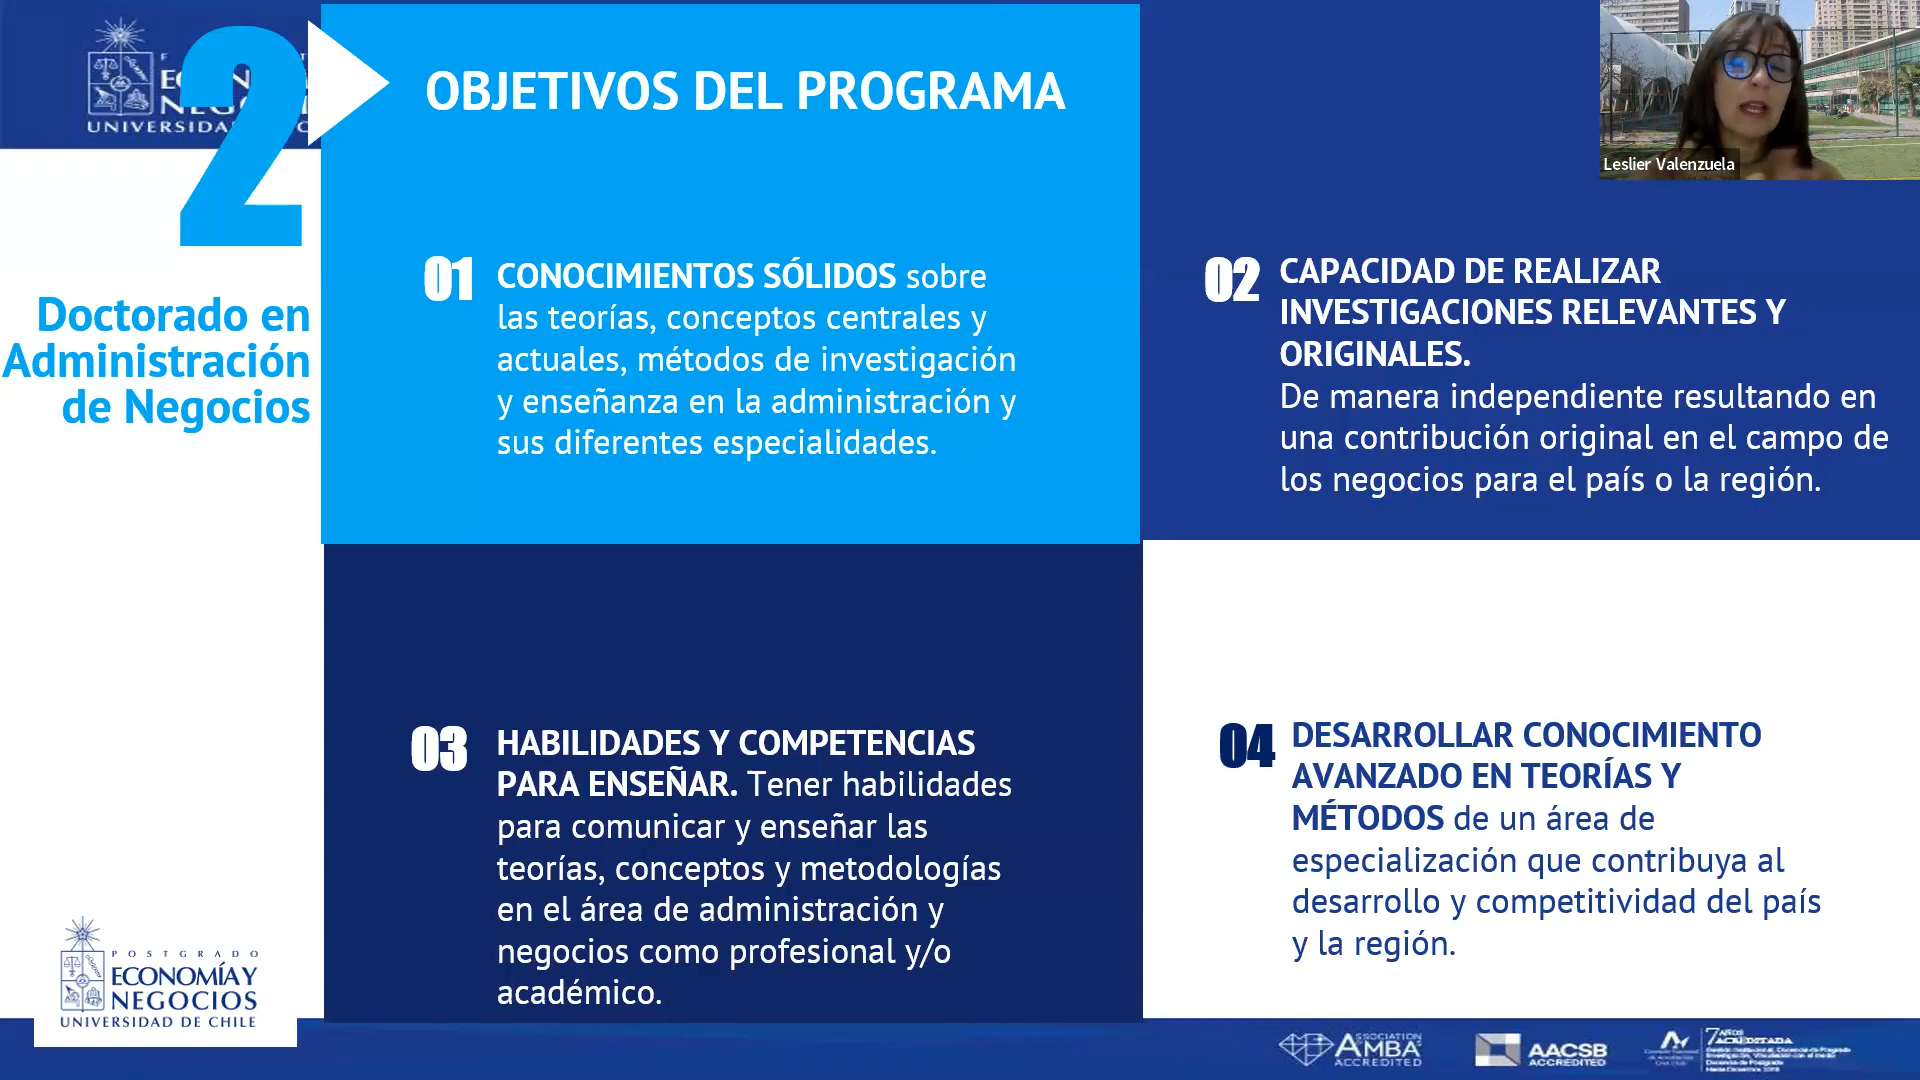 2
Doctorado en
Administración
de Negocios
OBJETIVOS DEL PROGRAMA
01
CONOCIMIENTOS SÓLIDOS sobre
las teorías, conceptos centrales y
actuales, métodos de investigación
y enseñanza en la administración y
sus diferentes especialidades.
02
CAPACIDAD DE REALIZAR
INVESTIGACIONES RELEVANTES Y
ORIGINALES.
De manera independiente resultando en
una contribución original en el campo de
los negocios para el país o la región.
03
HABILIDADES Y COMPETENCIAS
PARA ENSEÑAR. Tener habilidades
para comunicar y enseñar las
teorías, conceptos y metodologías
en el área de administración y
negocios como profesional y/o
académico.
04
DESARROLLAR CONOCIMIENTO
AVANZADO EN TEORÍAS Y
MÉTODOS de un área de
especialización que contribuya al
desarrollo y competitividad del país
y la región.
Leslier Valenzuela
POSTGRADO
ECONOMÍA Y
NEGOCIOS
UNIVERSIDAD DE CHILE
ASSOCIATION
AMBA
ACCREDITED
AACSB
ACCREDITED
7 AÑOS
ACREDITADA